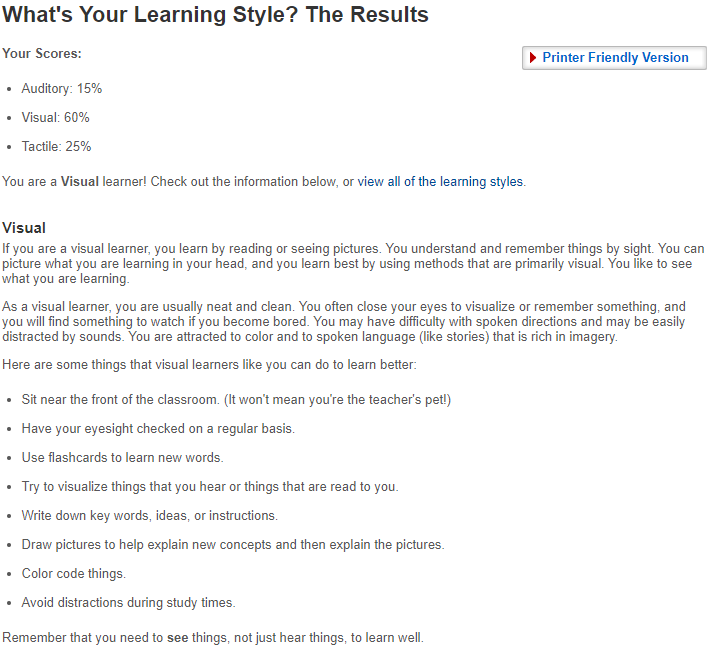 What's Your Learning Style? The Results
Your Scores:
Printer Friendly Version
Auditory: 15%
Visual: 60%
Tactile: 25%
You are a Visual learner! Check out the information below, or view all of the learning styles.
Visual
If you are a visual learner, you learn by reading or seeing pictures. You understand and remember things by sight. You can
picture what you are learning in your head, and you learn best by using methods that are primarily visual. You like to see
what you are learning.
As a visual learner, you are usually neat and clean. You often close your eyes to visualize or remember something, and
you will find something to watch if you become bored. You may have difficulty with spoken directions and may be easily
distracted by sounds. You are attracted to color and to spoken language (like stories) that is rich in imagery.
Here are some things that visual learners like you can do to learn better:
Sit near the front of the classroom. (It won't mean you're the teacher's pet!)
Have your eyesight checked on a regular basis.
Use flashcards to learn new words.
Try to visualize things that you hear or things that are read to you.
Write down key words, ideas, or instructions.
Draw pictures to help explain new concepts and then explain the pictures.
Color code things.
Avoid distractions during study times.
Remember that you need to see things, not just hear things, to learn well.